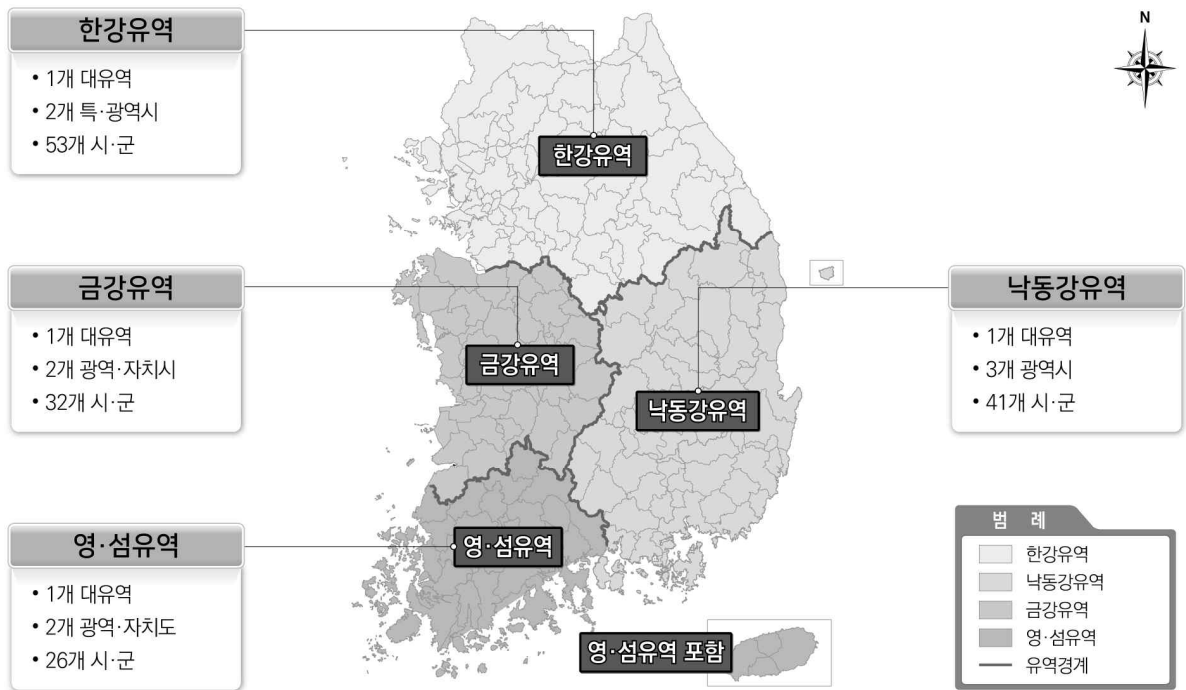 한강유역
• 1개 대유역
• 2개 특·광역시
• 53개 시·군
N
한강유역
금강유역
• 1개 대유역
• 2개 광역·자치시
• 32개 시·군
금강유역
낙동강유역
낙동강유역
• 1개 대유역
• 3개 광역시
• 41개 시·군
영·섬유역
• 1개 대유역
• 2개 광역·자치도
• 26개 시·군
영·섬유역
영·섬유역 포함
범 례
한강유역
낙동강유역
금강유역
영·섬유역
유역경계